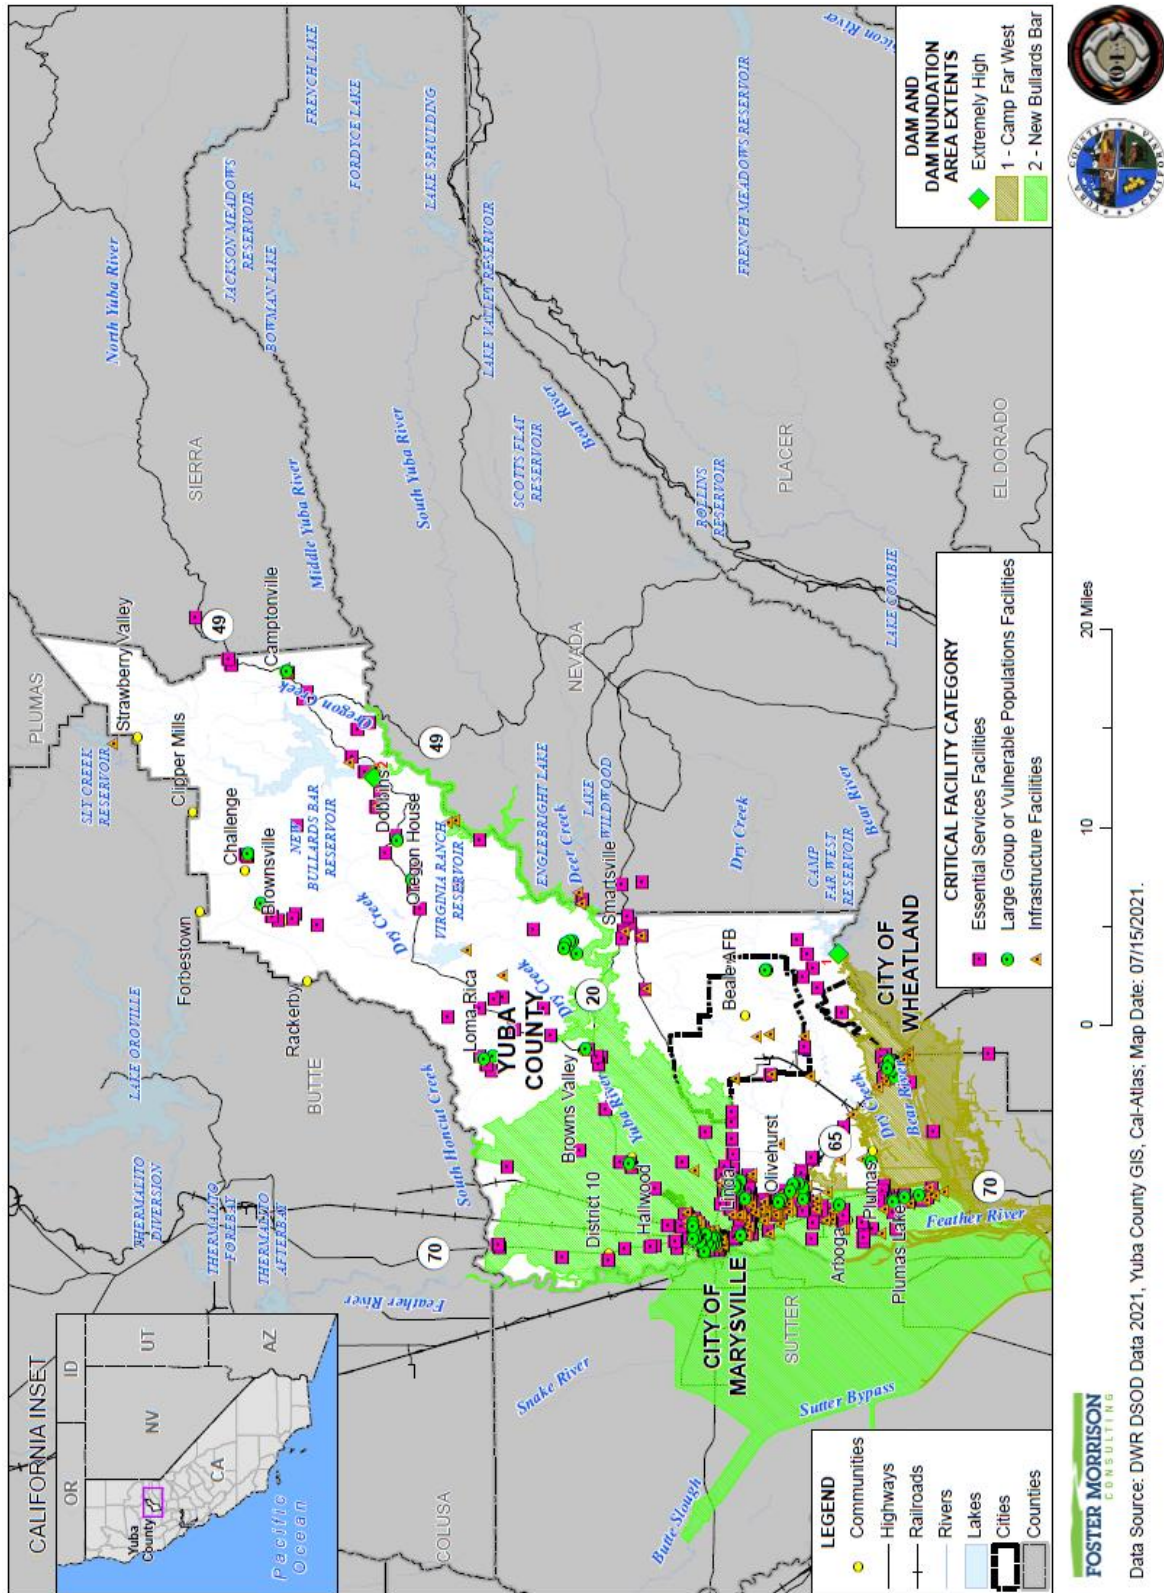 CALIFORNIA INSET
OR
ID
NV
UT
CA
AZ
Yuba
County
Pacific
Ocean
PLUMAS
SLY CREEK
RESERVOIR
Strawberry Valley
Clipper Mills
LAKE OROVILLE
Forbestown
Challenge
49
Camptonville
SIERRA
North Yuba River
JACKSON MEADOWS
RESERVOIR
BOWMAN LAKE
FRENCH LAKE
FORDYCE LAKE
LAKE SPAULDING
THERMALITO
DIVERSION
THERMALITO
FOREBAY
THERMALITO
AFTERBAY
BUTTE
Rackerby
Brownsville
NEW
BULLARDS BAR
RESERVOIR
Oregon Creek
Middle Yuba River
70
Feather River
South Honcut Creek
Dry Creek
Dobbins
2
Oregon House
VIRGINIA RANCH
RESERVOIR
49
South Yuba River
LAKE VALLEY RESERVOIR
COLUSA
Snake River
Loma Rica
YUBA
COUNTY
Dry Creek
ENGLEBRIGHT LAKE
Deer Creek
LAKE
WILDWOOD
NEVADA
SCOTTS FLAT
RESERVOIR
Bear River
District 10
Browns Valley
20
Smartsville
Hallwood
Yuba River
ROLLINS
RESERVOIR
FRENCH MEADOWS RESERVOIR
CITY OF
MARYSVILLE
Linda
Beale AFB
Dry Creek
PLACER
SUTTER
Olivehurst
CAMP
FAR WEST
RESERVOIR
Bear River
1
Butte Slough
Sutter Bypass
Arboga
65
Dry Creek
CITY OF
WHEATLAND
LAKE COMBIE
Plumas
Plumas Lake
Bear River
Feather River
70
EL DORADO
LEGEND
Communities
Highways
Railroads
Rivers
Lakes
Cities
Counties
CRITICAL FACILITY CATEGORY
Essential Services Facilities
Large Group or Vulnerable Populations Facilities
Infrastructure Facilities
DAM AND
DAM INUNDATION
AREA EXTENTS
Extremely High
1 - Camp Far West
2 - New Bullards Bar
0
10
20 Miles
FOSTER MORRISON
CONSULTING
Data Source: DWR DSOD Data 2021, Yuba County GIS, Cal-Atlas; Map Date: 07/15/2021.